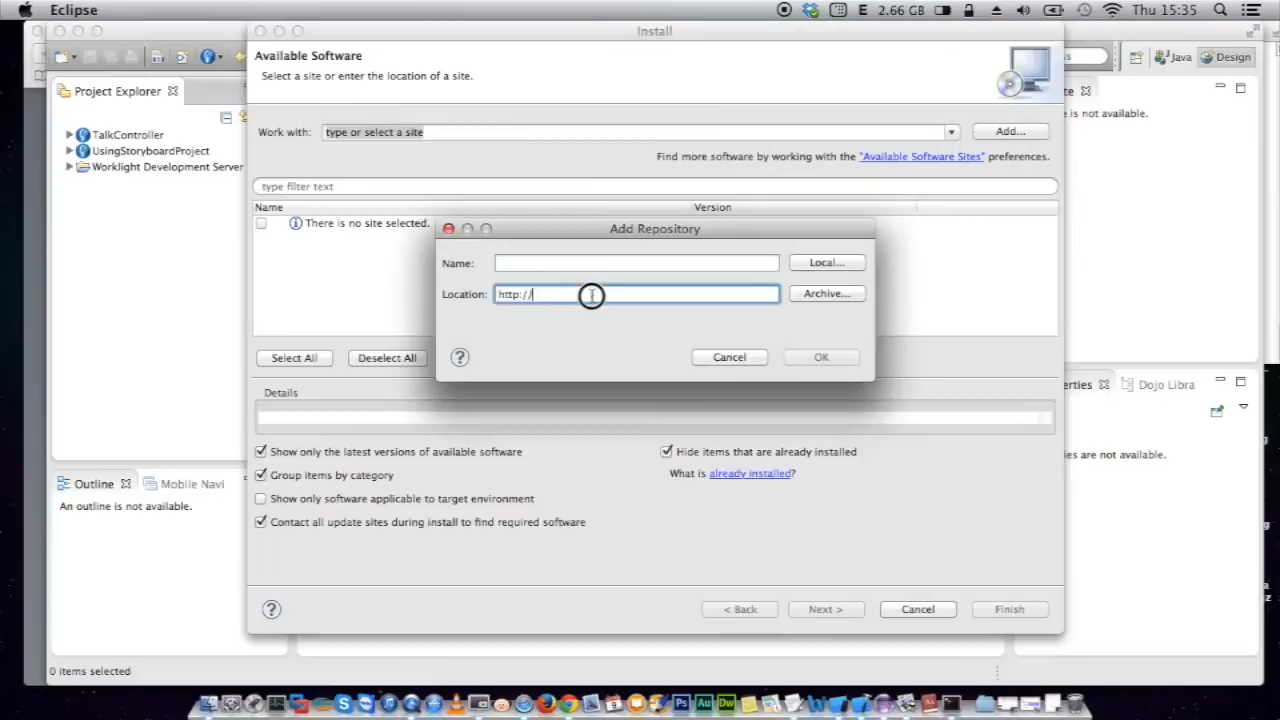 Eclipse
E 2.66 GB
Thu 15:35
Install
Available Software
Select a site or enter the location of a site.
Java
Design
Project Explorer
Work with:
type or select a site
Add...
te is not available.
TalkController
UsingStoryboardProject
Worklight Development Server
Find more software by working with the "Available Software Sites" preferences.
type filter text
Name
Version
There is no site selected.
Add Repository
Name:
Local...
Location:
http://
Archive...
Cancel
OK
Select All
Deselect All
Details
erties
Dojo Libra
Show only the latest versions of available software
Hide items that are already installed
Group items by category
What is already installed?
Show only software applicable to target environment
Contact all update sites during install to find required software
ies are not available.
Outline
Mobile Navi
An outline is not available.
< Back
Next >
Cancel
Finish
0 items selected
Ps
Au
Dw